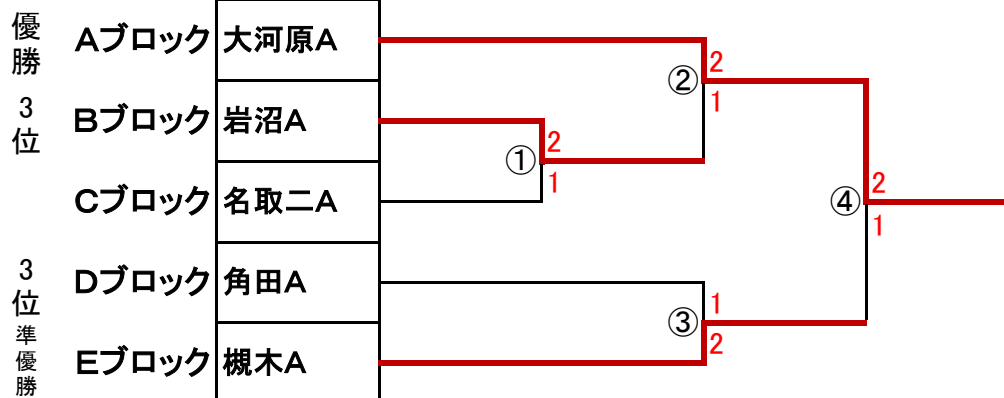 優勝 Aブロック 大河原A
3位 Bブロック 岩沼A
Cブロック 名取二A
3位 Dブロック 角田A
準優勝 Eブロック 槻木A
① 2 1
② 2 1
③ 1 2
④ 2 1